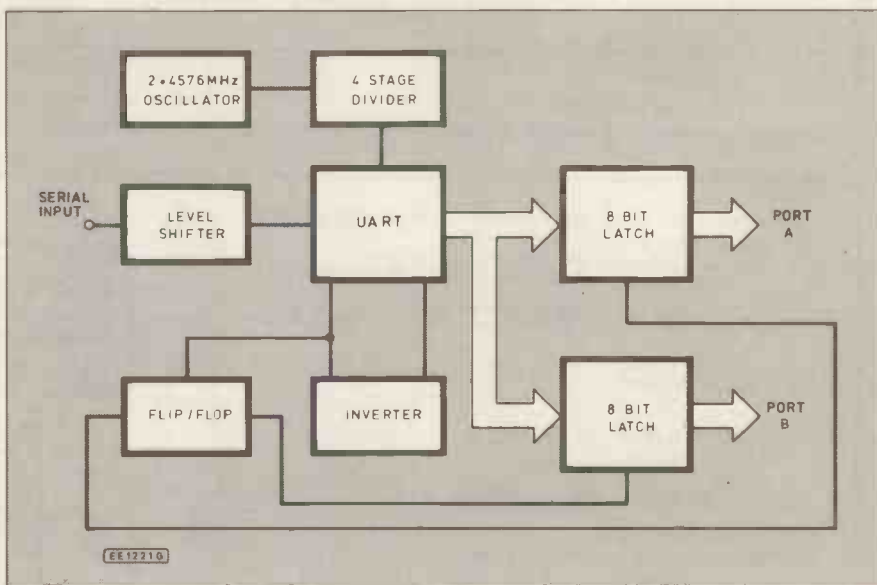 2•4576MHz
OSCILLATOR
4 STAGE
DIVIDER
SERIAL
INPUT
LEVEL
SHIFTER
UART
8 BIT
LATCH
PORT
A
FLIP/FLOP
INVERTER
8 BIT
LATCH
PORT
B
EE1221G